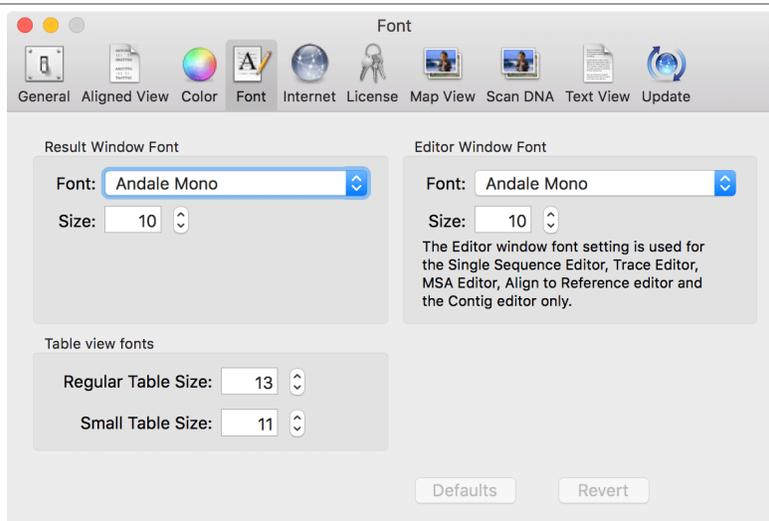 Font
General Aligned View Color Font Internet License Map View Scan DNA Text View Update
Result Window Font
Font: Andale Mono
Size: 10
Editor Window Font
Font: Andale Mono
Size: 10
The Editor window font setting is used for
the Single Sequence Editor, Trace Editor,
MSA Editor, Align to Reference editor and
the Contig editor only.
Table view fonts
Regular Table Size: 13
Small Table Size: 11
Defaults Revert